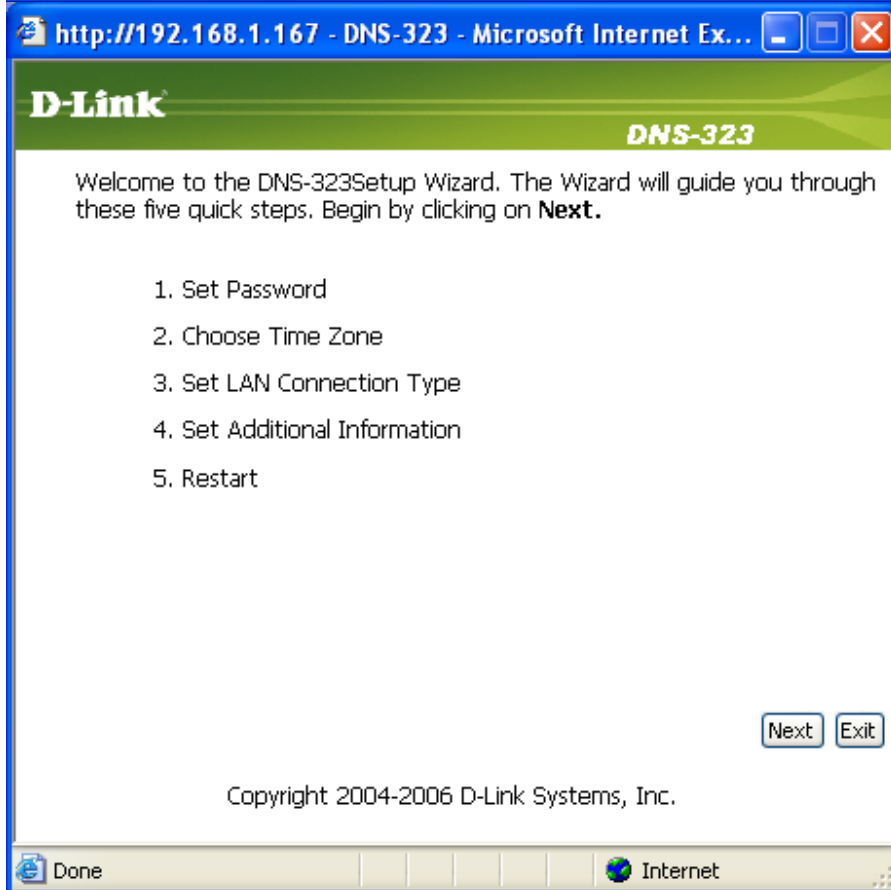 http://192.168.1.167 - DNS-323 - Microsoft Internet Ex...
D-Link
DNS-323
Welcome to the DNS-323Setup Wizard. The Wizard will guide you through
these five quick steps. Begin by clicking on Next.
1. Set Password
2. Choose Time Zone
3. Set LAN Connection Type
4. Set Additional Information
5. Restart
Next Exit
Copyright 2004-2006 D-Link Systems, Inc.
Done Internet